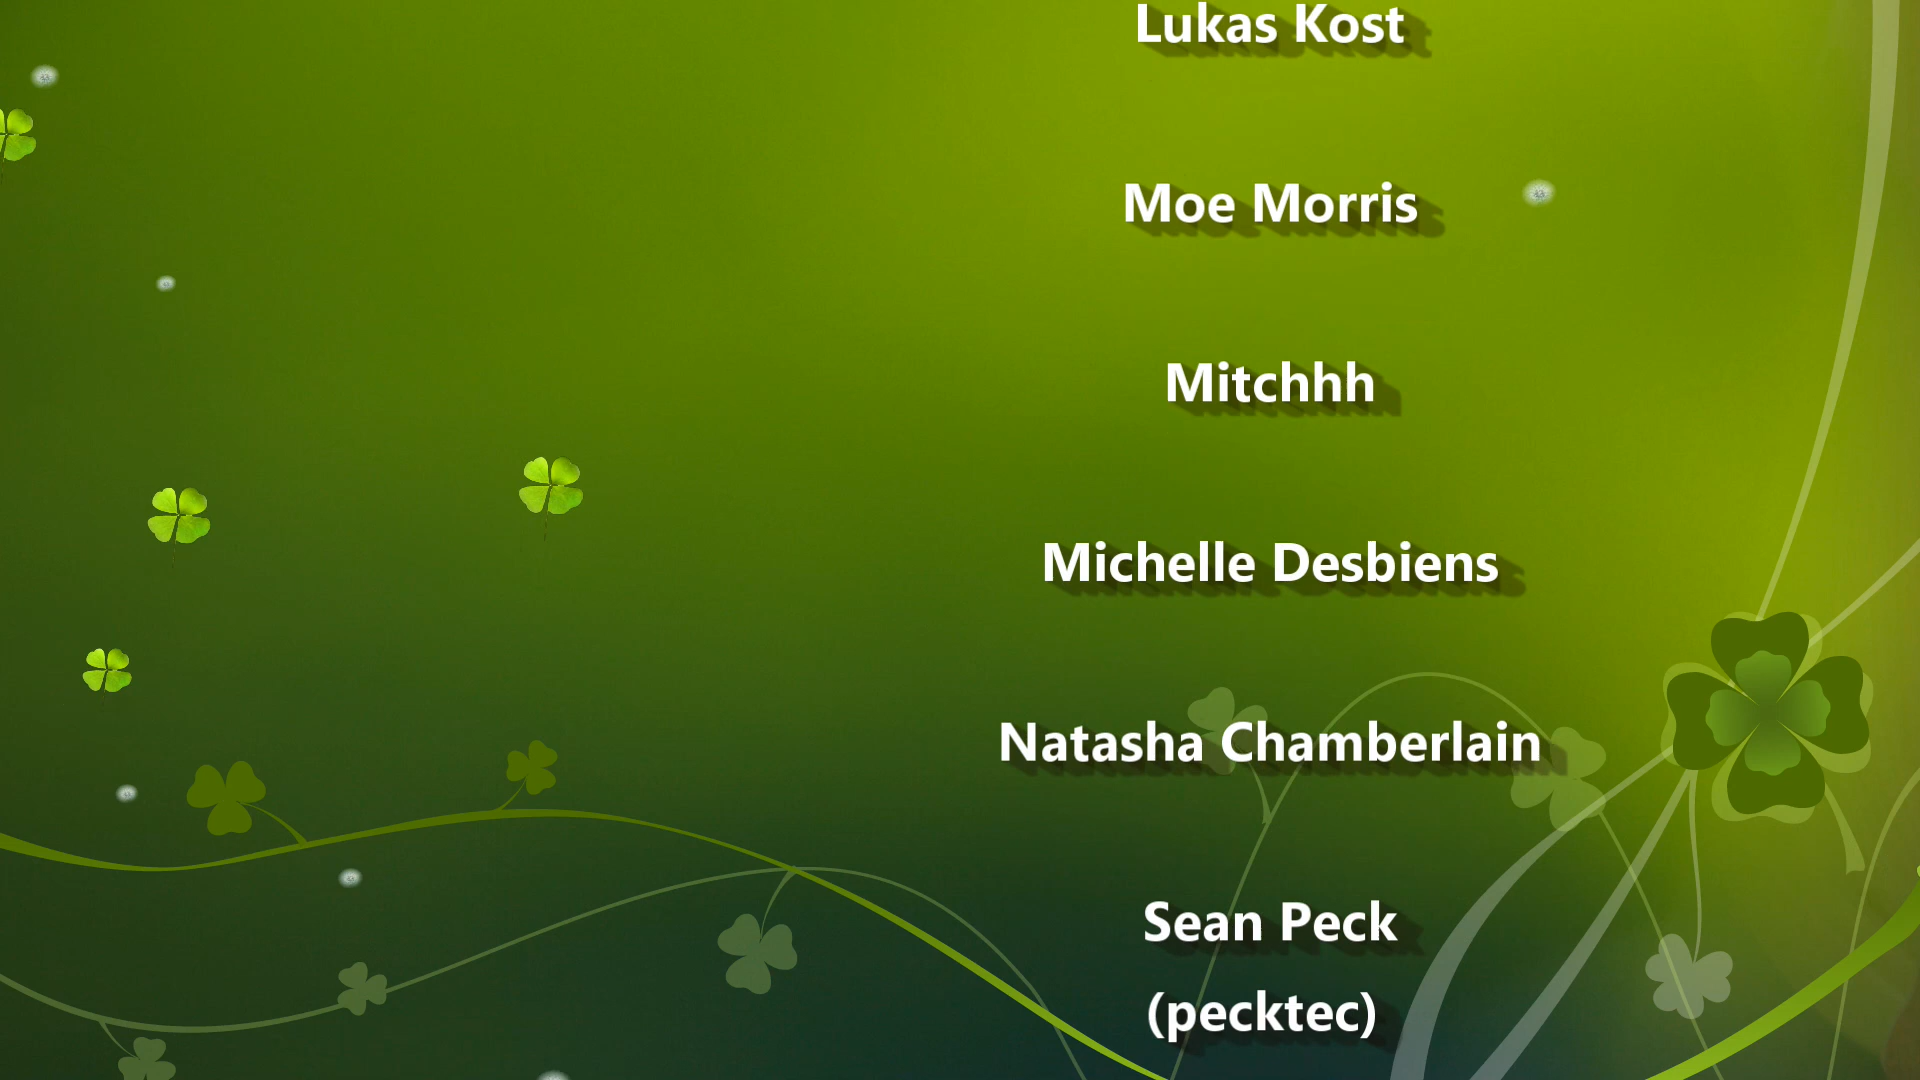 Lukas Kost
Moe Morris
Mitchhh
Michelle Desbiens
Natasha Chamberlain
Sean Peck
(pecktec)